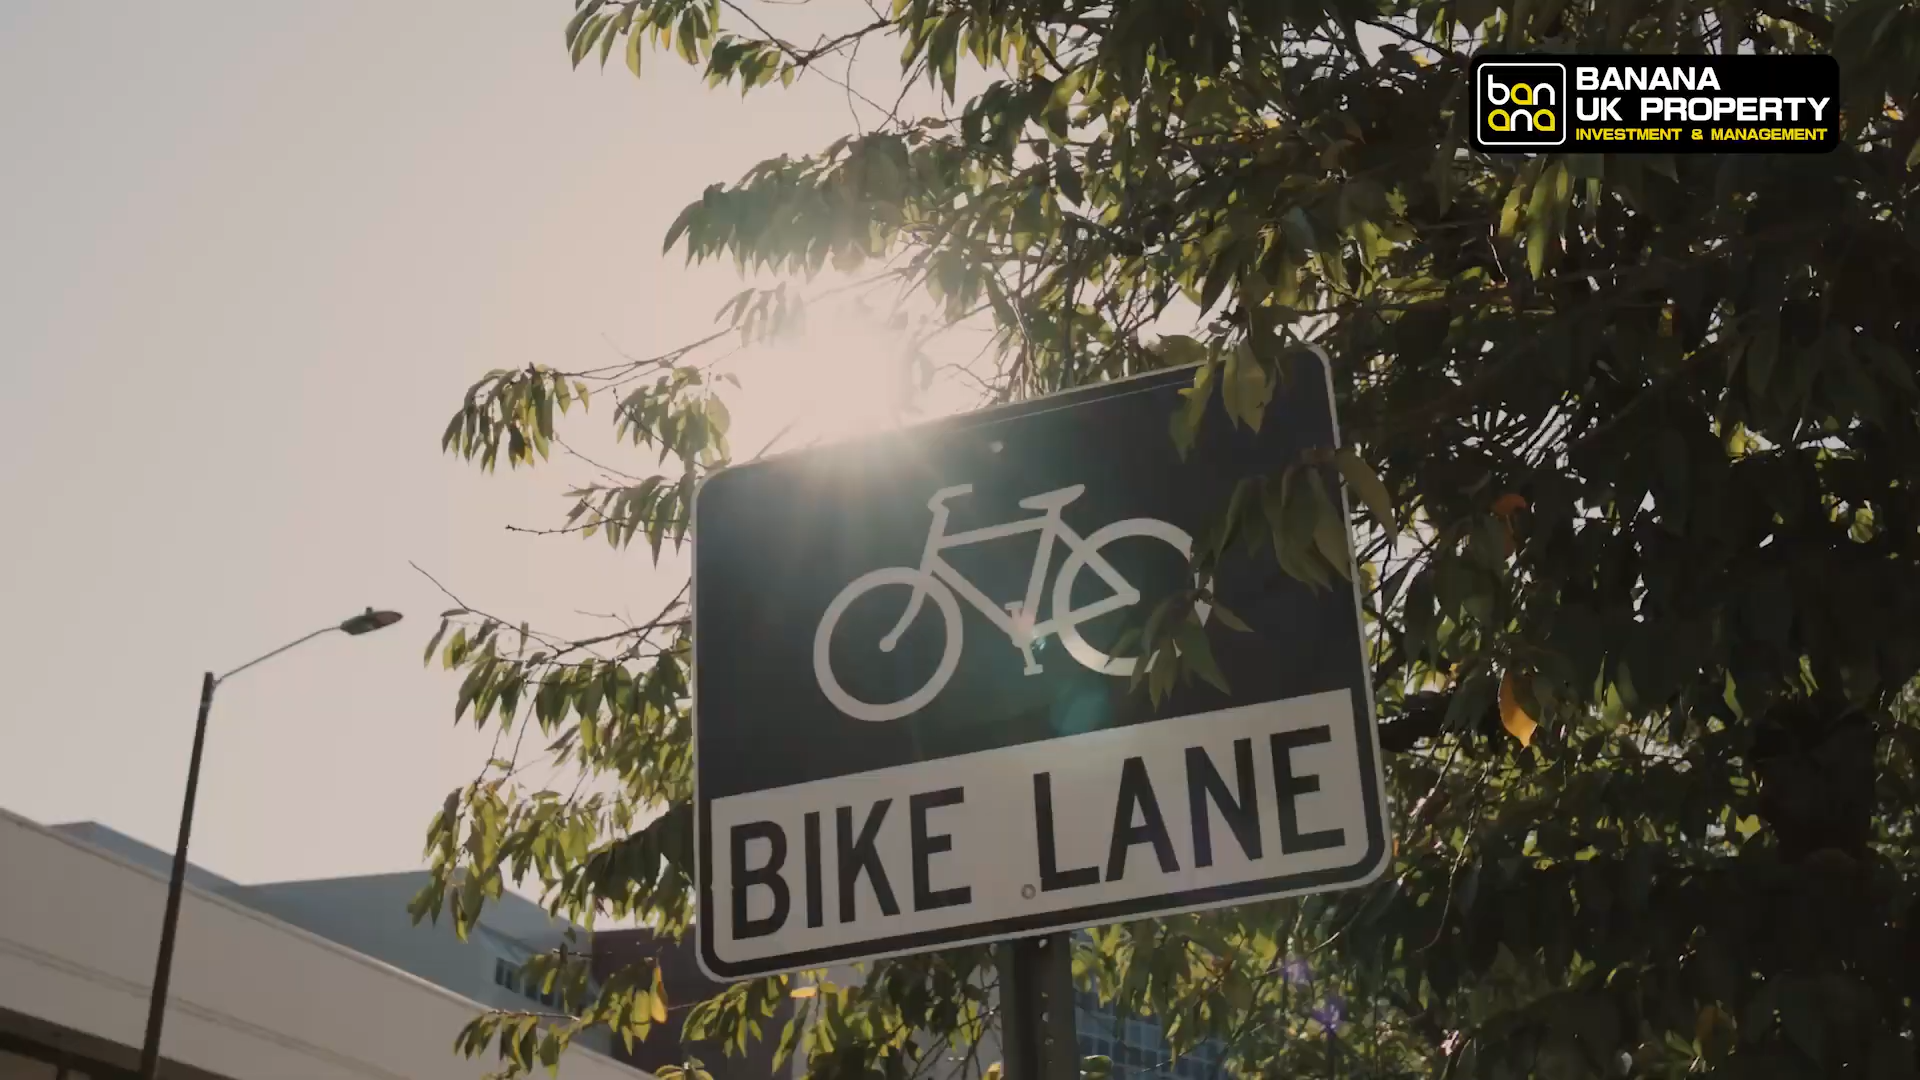 ban
ana
BANANA
UK PROPERTY
INVESTMENT & MANAGEMENT
BIKE LANE